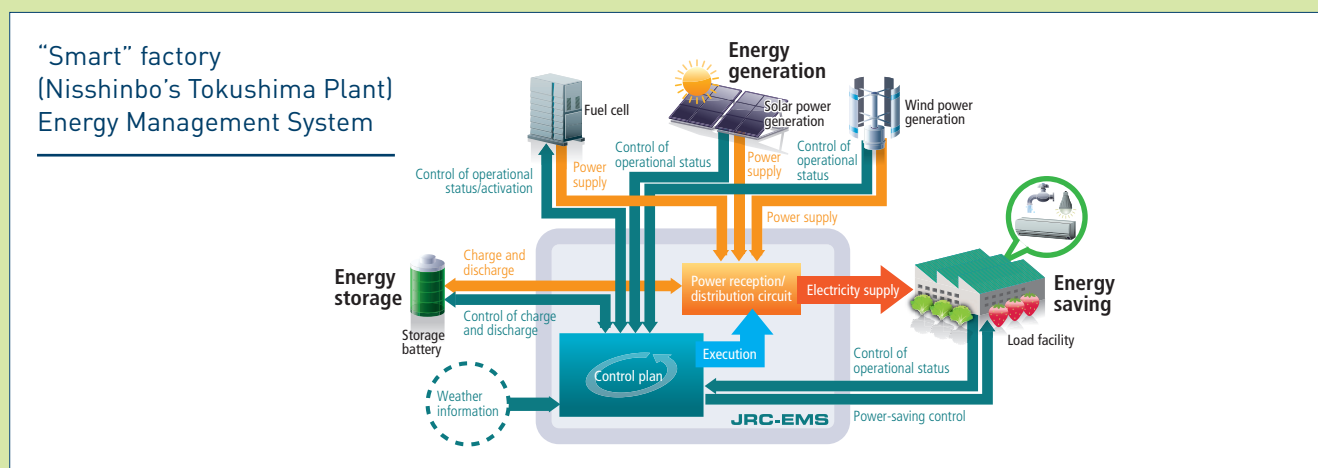 “Smart” factory
(Nisshinbo’s Tokushima Plant)
Energy Management System
Energy
generation
Fuel cell
Solar power
generation
Wind power
generation
Control of operational
status/activation
Power
supply
Control of
operational status
Power
supply
Control of
operational
status
Power supply
Energy
storage
Storage
battery
Charge and
discharge
Control of charge
and discharge
Power reception/
distribution circuit
Electricity supply
Energy
saving
Load facility
Execution
Control plan
Weather
information
Control of
operational status
Power-saving control
JRC-EMS